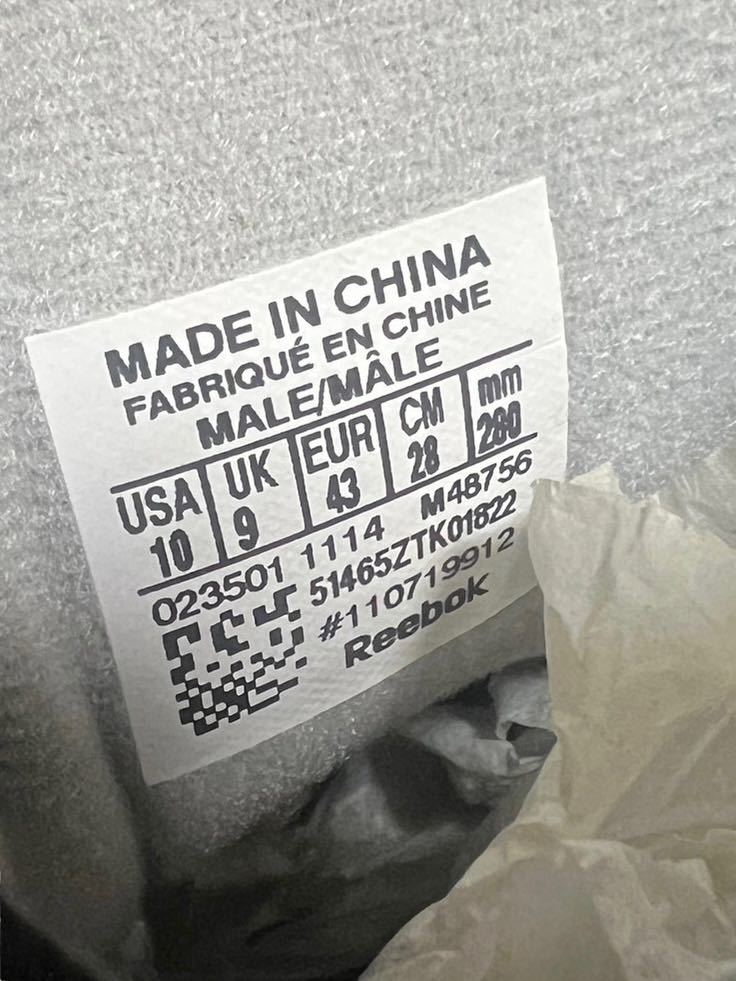 MADE IN CHINA
FABRIQUÉ EN CHINE
MALE/MÂLE
USA UK EUR CM mm
10 9 43 28 280
023501 1114 M48756
51465ZTK01822
#110719912
Reebok